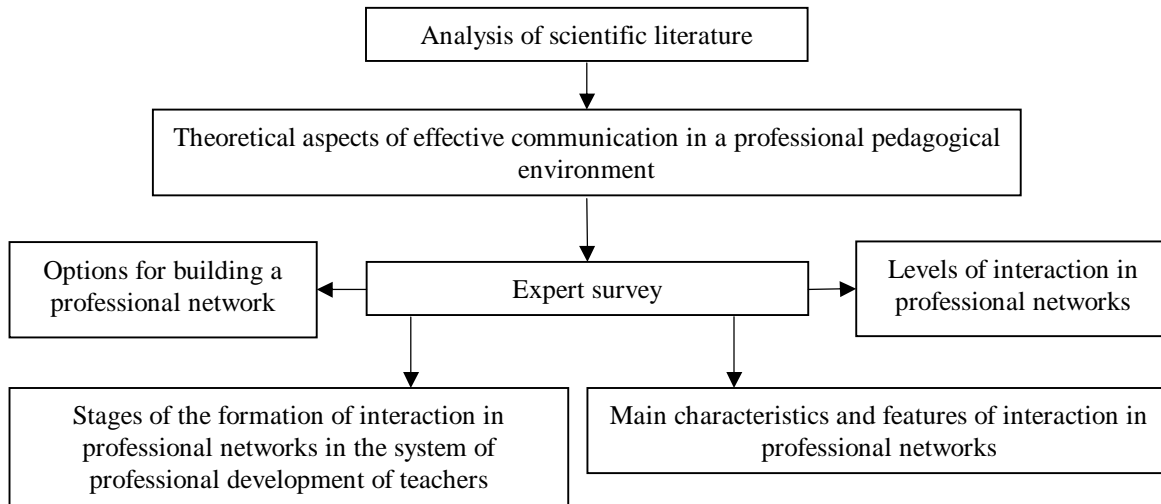 Analysis of scientific literature
Theoretical aspects of effective communication in a professional pedagogical
environment
Options for building a
professional network
Expert survey
Levels of interaction in
professional networks
Stages of the formation of interaction in
professional networks in the system of
professional development of teachers
Main characteristics and features of interaction in
professional networks